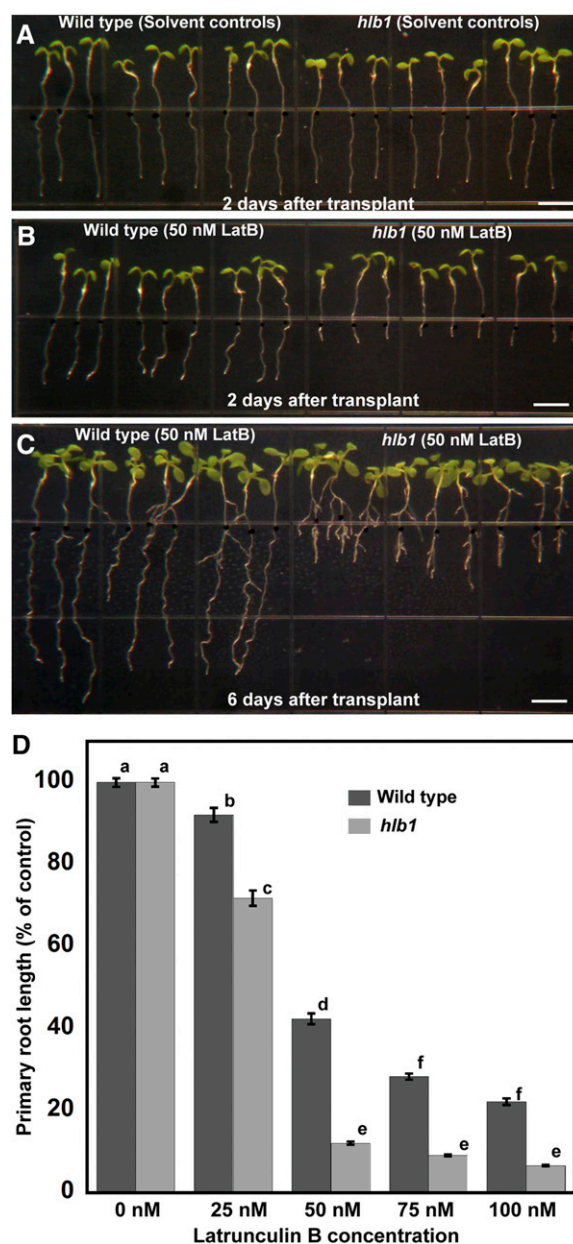 A
Wild type (Solvent controls)
hlb1 (Solvent controls)
2 days after transplant
B
Wild type (50 nM LatB)
hlb1 (50 nM LatB)
2 days after transplant
C
Wild type (50 nM LatB)
hlb1 (50 nM LatB)
6 days after transplant
D
Primary root length (% of control)
100
80
60
40
20
0
a
a
b
c
d
e
f
e
f
e
Wild type
hlb1
0 nM
25 nM
50 nM
75 nM
100 nM
Latrunculin B concentration